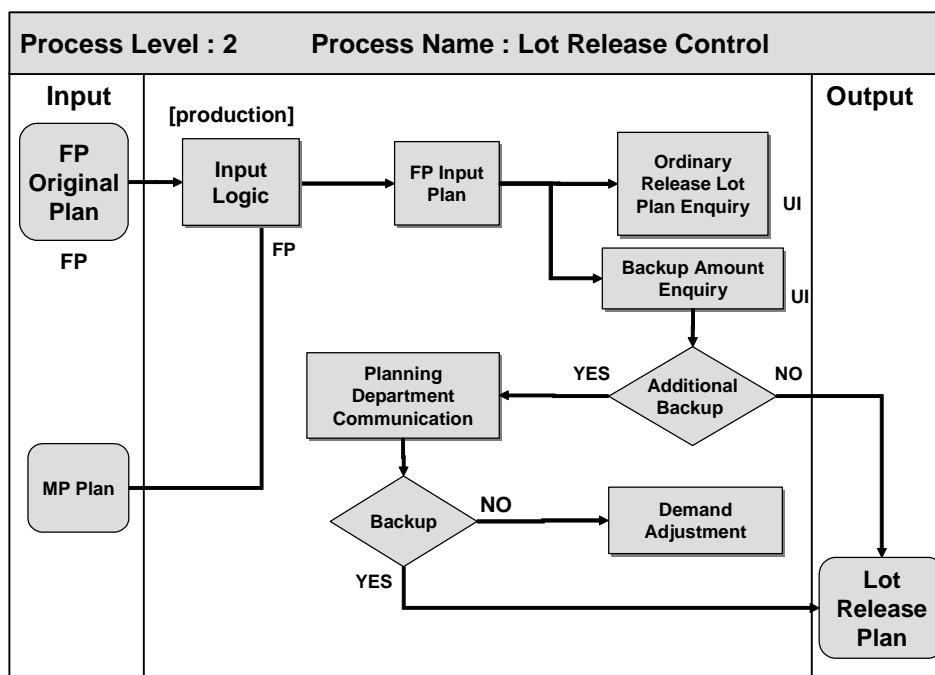 Process Level : 2 Process Name : Lot Release Control
Input
Output
[production]
FP
Original
Plan
FP
Input
Logic
FP
FP Input
Plan
Ordinary
Release Lot
Plan Enquiry
UI
Backup Amount
Enquiry
UI
Additional
Backup
YES
NO
Planning
Department
Communication
MP Plan
Backup
NO
YES
Demand
Adjustment
Lot
Release
Plan